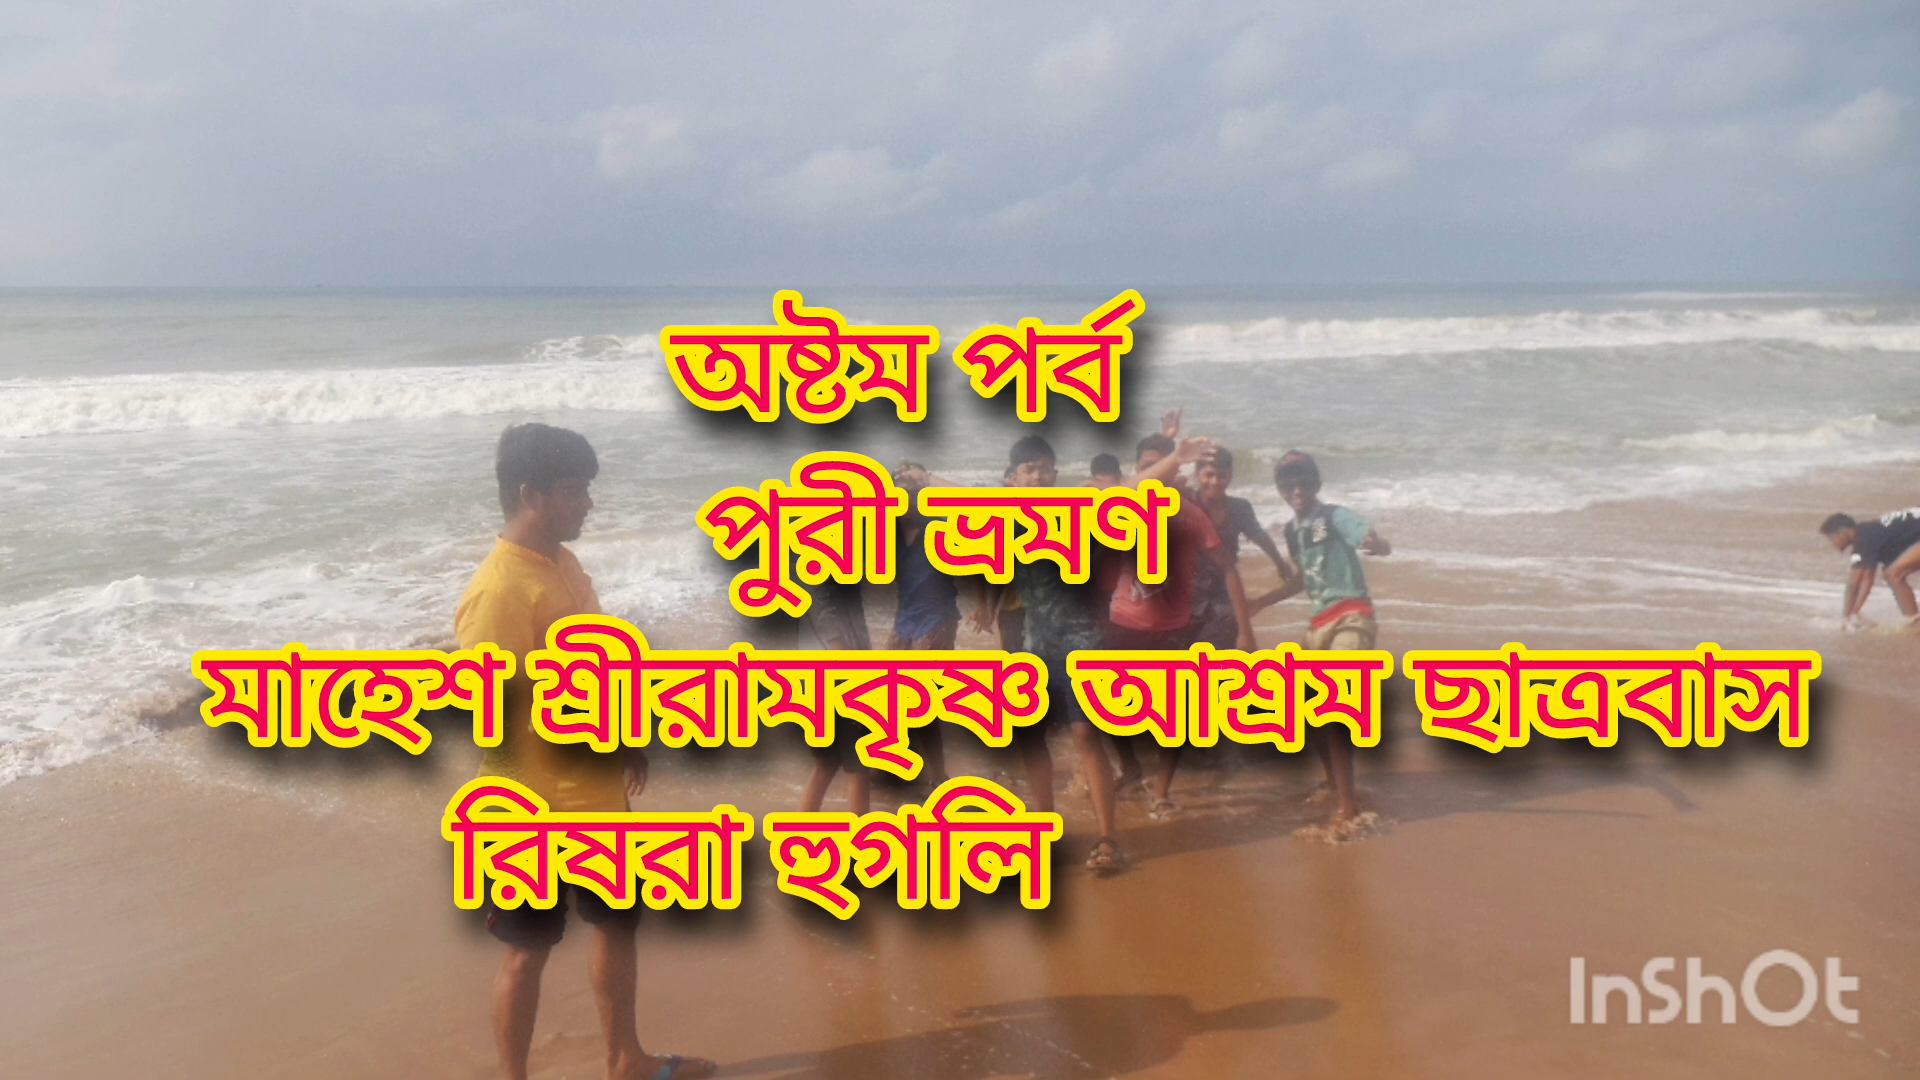 অষ্টম পর্ব
পুরী ভ্রমণ
মাহেশ শ্রীরামকৃষ্ণ আশ্রম ছাত্রবাস
রিষরা হুগলি
InShOt